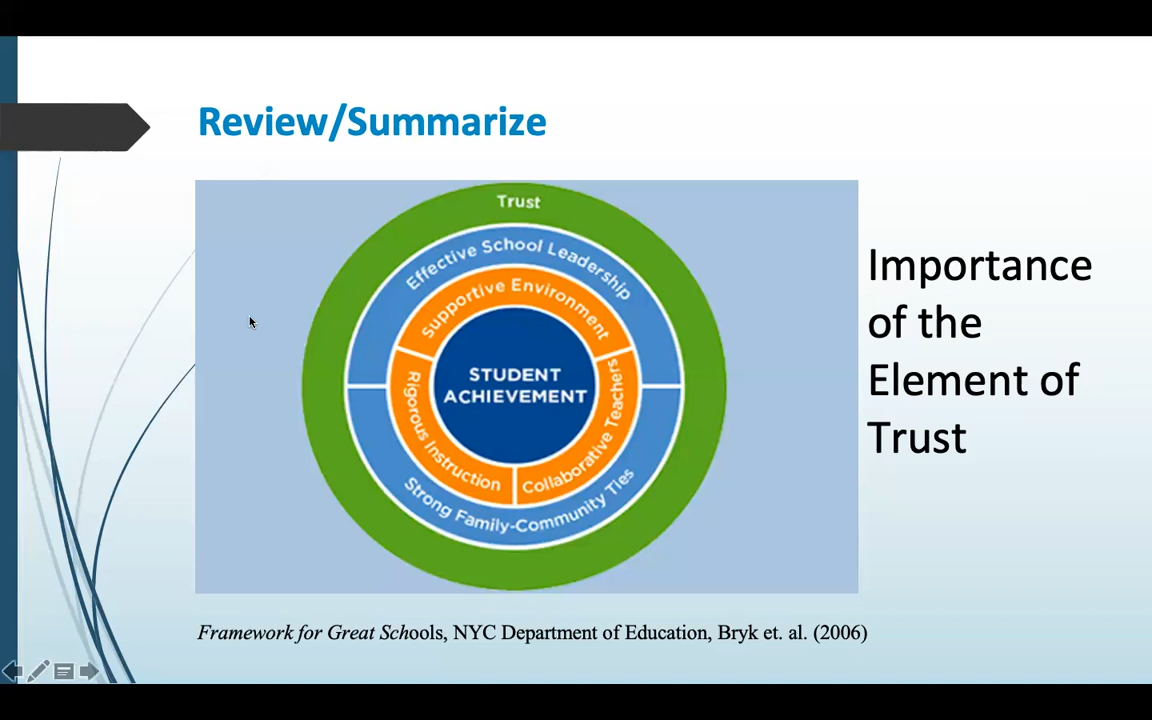 Review/Summarize
Trust
Effective School Leadership
Supportive Environment
STUDENT
ACHIEVEMENT
Rigorous Instruction
Collaborative Teachers
Strong Family-Community Ties
Importance
of the
Element of
Trust
Framework for Great Schools, NYC Department of Education, Bryk et. al. (2006)